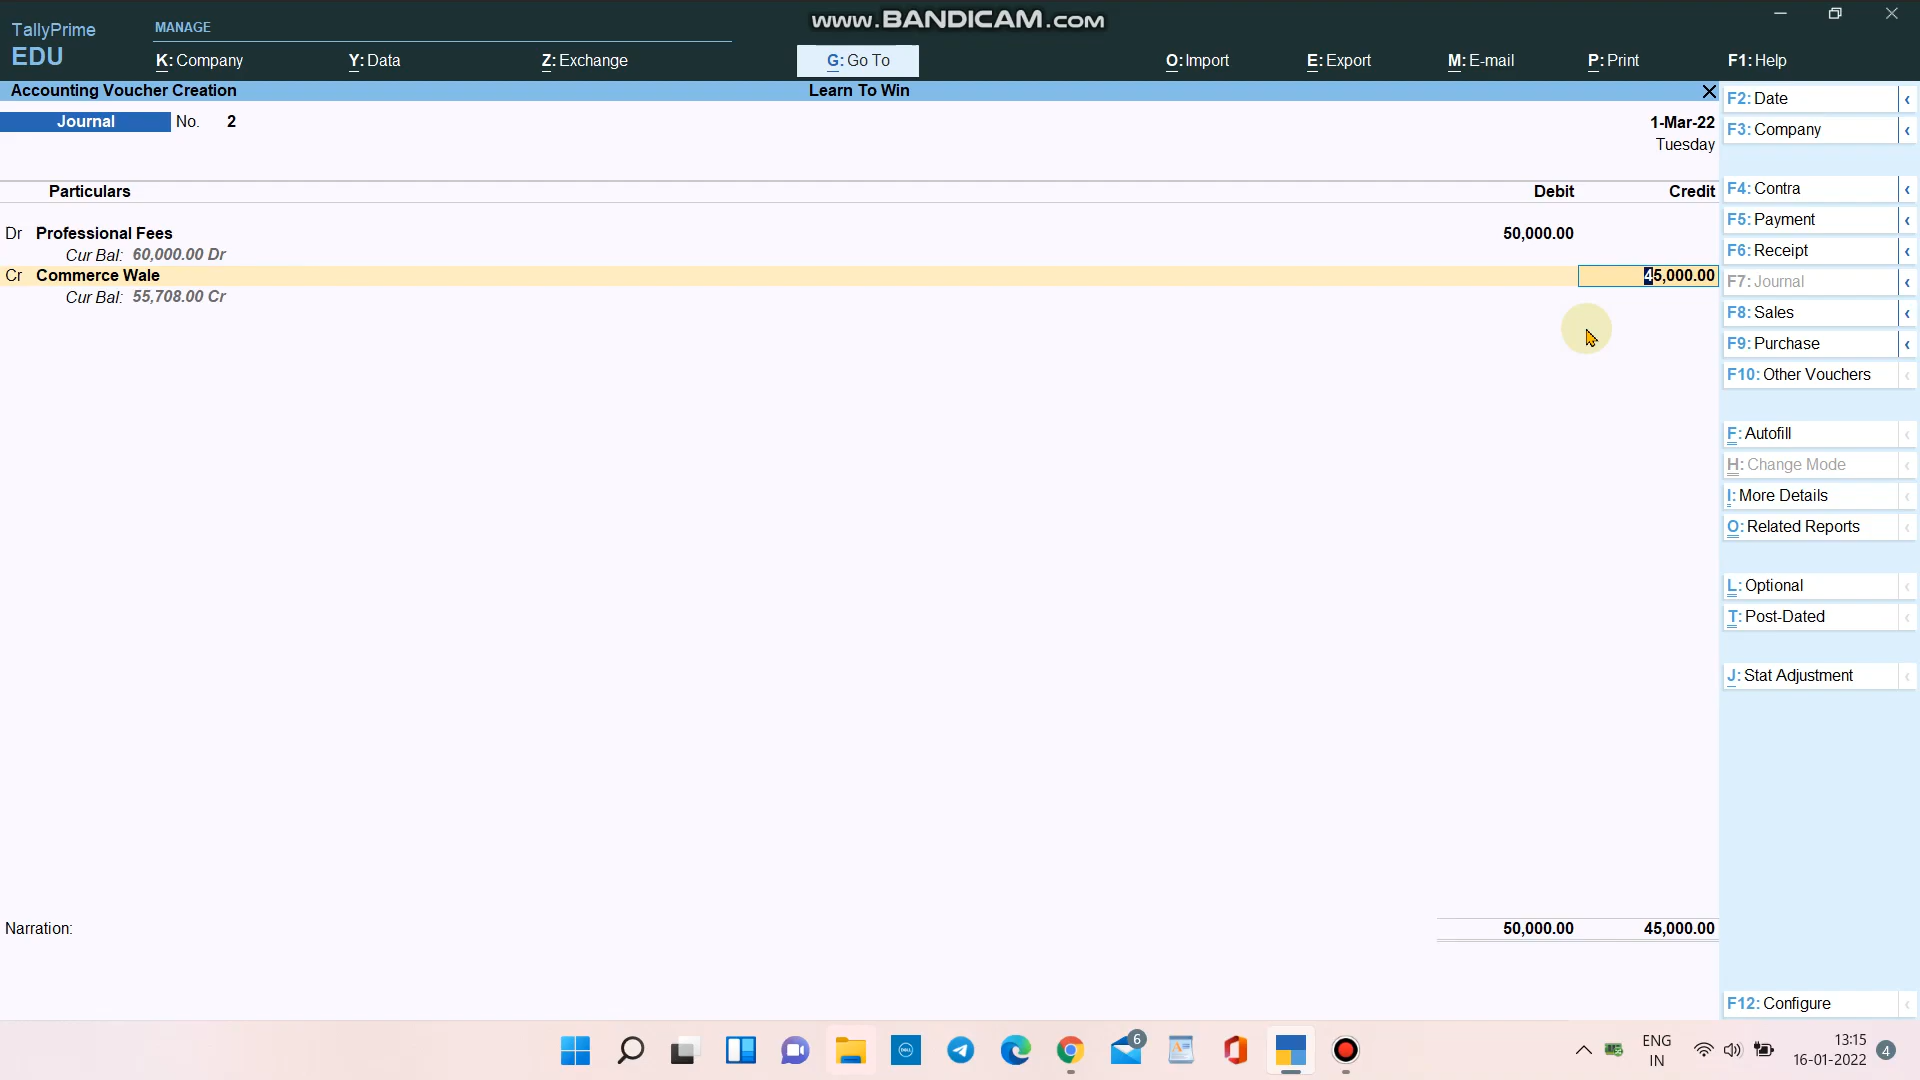 www.BANDICAM.com
TallyPrime
EDU
MANAGE
K: Company
Y: Data
Z: Exchange
G: Go To
O: Import
E: Export
M: E-mail
P: Print
F1: Help
Accounting Voucher Creation
Learn To Win
Journal No. 2
1-Mar-22
Tuesday
Particulars Debit Credit
Dr Professional Fees 50,000.00
Cur Bal: 60,000.00 Dr
Cr Commerce Wale 45,000.00
Cur Bal: 55,708.00 Cr
Narration: 50,000.00 45,000.00
F2: Date
F3: Company
F4: Contra
F5: Payment
F6: Receipt
F7: Journal
F8: Sales
F9: Purchase
F10: Other Vouchers
F: Autofill
H: Change Mode
I: More Details
O: Related Reports
L: Optional
T: Post-Dated
J: Stat Adjustment
F12: Configure
6
ENG
IN
13:15
16-01-2022
4